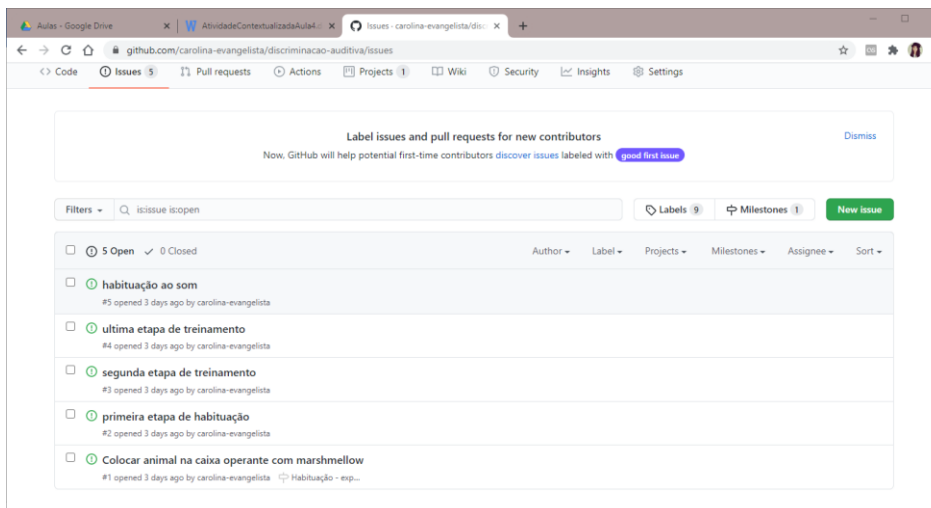 Aulas - Google Drive
AtividadeContextualizadaAula4.d
Issues · carolina-evangelista/disc
github.com/carolina-evangelista/discriminacao-auditiva/issues
<> Code Issues 5 Pull requests Actions Projects 1 Wiki Security Insights Settings
Label issues and pull requests for new contributors
Dismiss
Now, GitHub will help potential first-time contributors discover issues labeled with good first issue
Filters is:issue is:open Labels 9 Milestones 1 New issue
5 Open 0 Closed Author Label Projects Milestones Assignee Sort
habituação ao som
#5 opened 3 days ago by carolina-evangelista
ultima etapa de treinamento
#4 opened 3 days ago by carolina-evangelista
segunda etapa de treinamento
#3 opened 3 days ago by carolina-evangelista
primeira etapa de habituação
#2 opened 3 days ago by carolina-evangelista
Colocar animal na caixa operante com marshmellow
#1 opened 3 days ago by carolina-evangelista Habituação - exp...